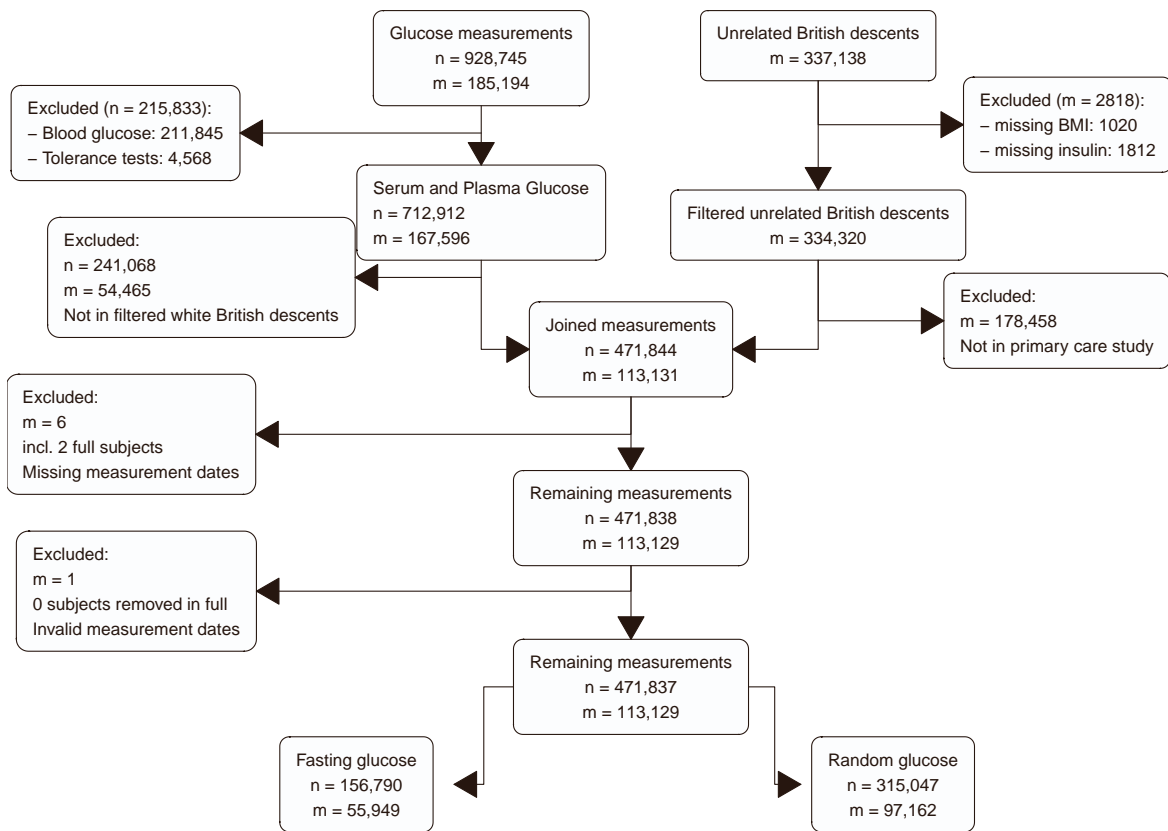 Glucose measurements
n = 928,745
m = 185,194
Unrelated British descents
m = 337,138
Excluded (n = 215,833):
– Blood glucose: 211,845
– Tolerance tests: 4,568
Excluded (m = 2818):
– missing BMI: 1020
– missing insulin: 1812
Serum and Plasma Glucose
n = 712,912
m = 167,596
Filtered unrelated British descents
m = 334,320
Excluded:
n = 241,068
m = 54,465
Not in filtered white British descents
Excluded:
m = 178,458
Not in primary care study
Joined measurements
n = 471,844
m = 113,131
Excluded:
m = 6
incl. 2 full subjects
Missing measurement dates
Remaining measurements
n = 471,838
m = 113,129
Excluded:
m = 1
0 subjects removed in full
Invalid measurement dates
Remaining measurements
n = 471,837
m = 113,129
Fasting glucose
n = 156,790
m = 55,949
Random glucose
n = 315,047
m = 97,162